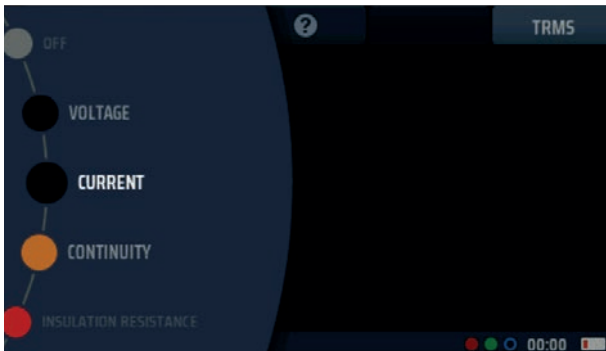 OFF
?
TRMS
VOLTAGE
CURRENT
CONTINUITY
INSULATION RESISTANCE
00:00